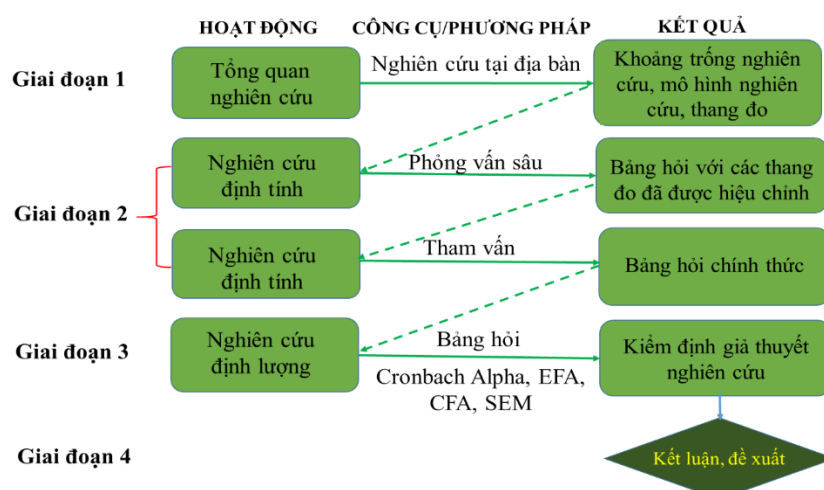 HOẠT ĐỘNG
CÔNG CỤ/PHƯƠNG PHÁP
KẾT QUẢ
Giai đoạn 1
Tổng quan
nghiên cứu
Nghiên cứu tại địa bàn
Khoảng trống nghiên
cứu, mô hình nghiên
cứu, thang đo
Giai đoạn 2
Nghiên cứu
định tính
Phỏng vấn sâu
Bảng hỏi với các thang
đo đã được hiệu chỉnh
Nghiên cứu
định tính
Tham vấn
Bảng hỏi chính thức
Giai đoạn 3
Nghiên cứu
định lượng
Bảng hỏi
Cronbach Alpha, EFA,
CFA, SEM
Kiểm định giả thuyết
nghiên cứu
Giai đoạn 4
Kết luận, đề xuất